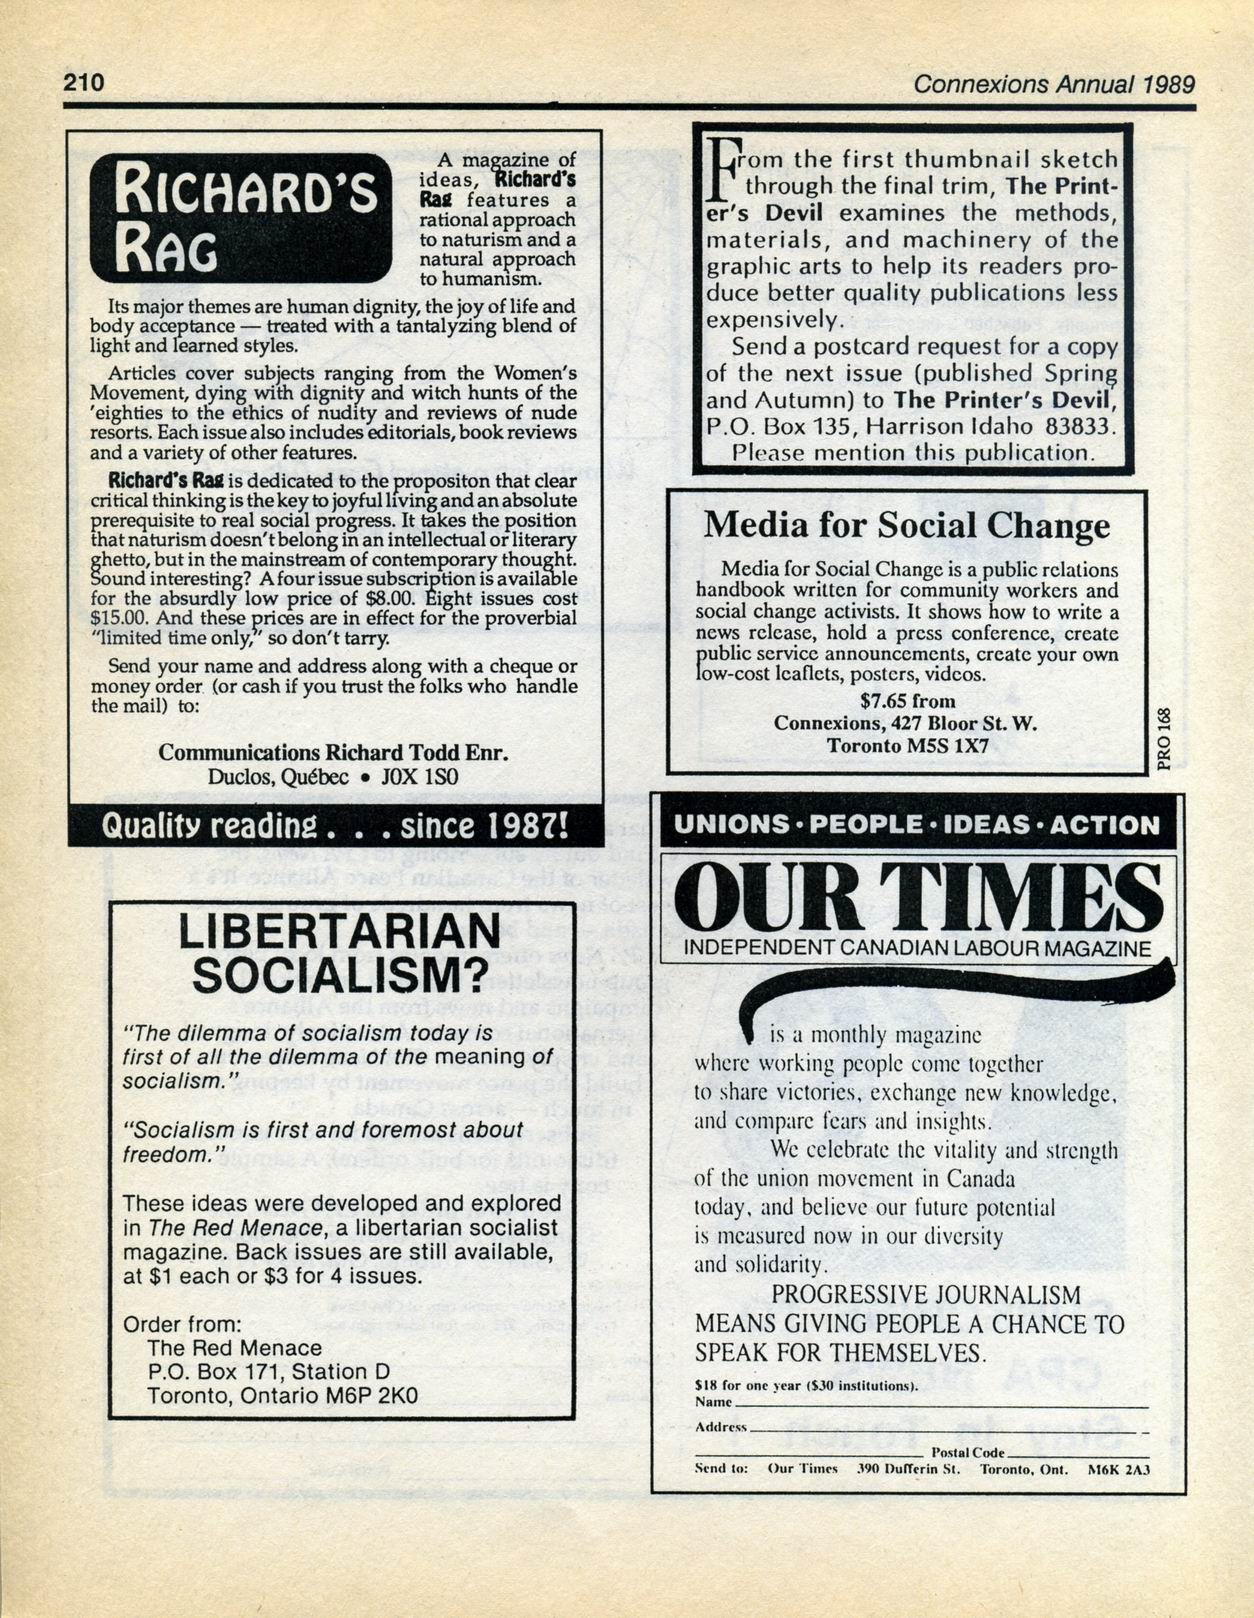 210
Connexions Annual 1989
RICHARD'S
RAG
A magazine of
ideas, Richard's
Rag features a
rational approach
to naturism and a
natural approach
to humanism.
Its major themes are human dignity, the joy of life and
body acceptance — treated with a tantalyzing blend of
light and learned styles.
Articles cover subjects ranging from the Women's
Movement, dying with dignity and witch hunts of the
'eighties to the ethics of nudity and reviews of nude
resorts. Each issue also includes editorials, book reviews
and a variety of other features.
Richard's Rag is dedicated to the propositon that clear
critical thinking is the key to joyful living and an absolute
prerequisite to real social progress. It takes the position
that naturism doesn't belong in an intellectual or literary
ghetto, but in the mainstream of contemporary thought.
Sound interesting? A four issue subscription is available
for the absurdly low price of $8.00. Eight issues cost
$15.00. And these prices are in effect for the proverbial
"limited time only," so don't tarry.
Send your name and address along with a cheque or
money order (or cash if you trust the folks who handle
the mail) to:
Communications Richard Todd Enr.
Duclos, Québec • J0X 1S0
Quality reading . . . since 1987!
LIBERTARIAN
SOCIALISM?
"The dilemma of socialism today is
first of all the dilemma of the meaning of
socialism."
"Socialism is first and foremost about
freedom."
These ideas were developed and explored
in The Red Menace, a libertarian socialist
magazine. Back issues are still available,
at $1 each or $3 for 4 issues.
Order from:
The Red Menace
P.O. Box 171, Station D
Toronto, Ontario M6P 2K0
From the first thumbnail sketch
through the final trim, The Print-
er's Devil examines the methods,
materials, and machinery of the
graphic arts to help its readers pro-
duce better quality publications less
expensively.
Send a postcard request for a copy
of the next issue (published Spring
and Autumn) to The Printer's Devil,
P.O. Box 135, Harrison Idaho 83833.
Please mention this publication.
Media for Social Change
Media for Social Change is a public relations
handbook written for community workers and
social change activists. It shows how to write a
news release, hold a press conference, create
public service announcements, create your own
low-cost leaflets, posters, videos.
$7.65 from
Connexions, 427 Bloor St. W.
Toronto M5S 1X7
PRO 168
UNIONS • PEOPLE • IDEAS • ACTION
OUR TIMES
INDEPENDENT CANADIAN LABOUR MAGAZINE
is a monthly magazine
where working people come together
to share victories, exchange new knowledge,
and compare fears and insights.
We celebrate the vitality and strength
of the union movement in Canada
today, and believe our future potential
is measured now in our diversity
and solidarity.
PROGRESSIVE JOURNALISM
MEANS GIVING PEOPLE A CHANCE TO
SPEAK FOR THEMSELVES.
$18 for one year ($30 institutions).
Name
Address
Postal Code
Send to: Our Times 390 Dufferin St. Toronto, Ont. M6K 2A3